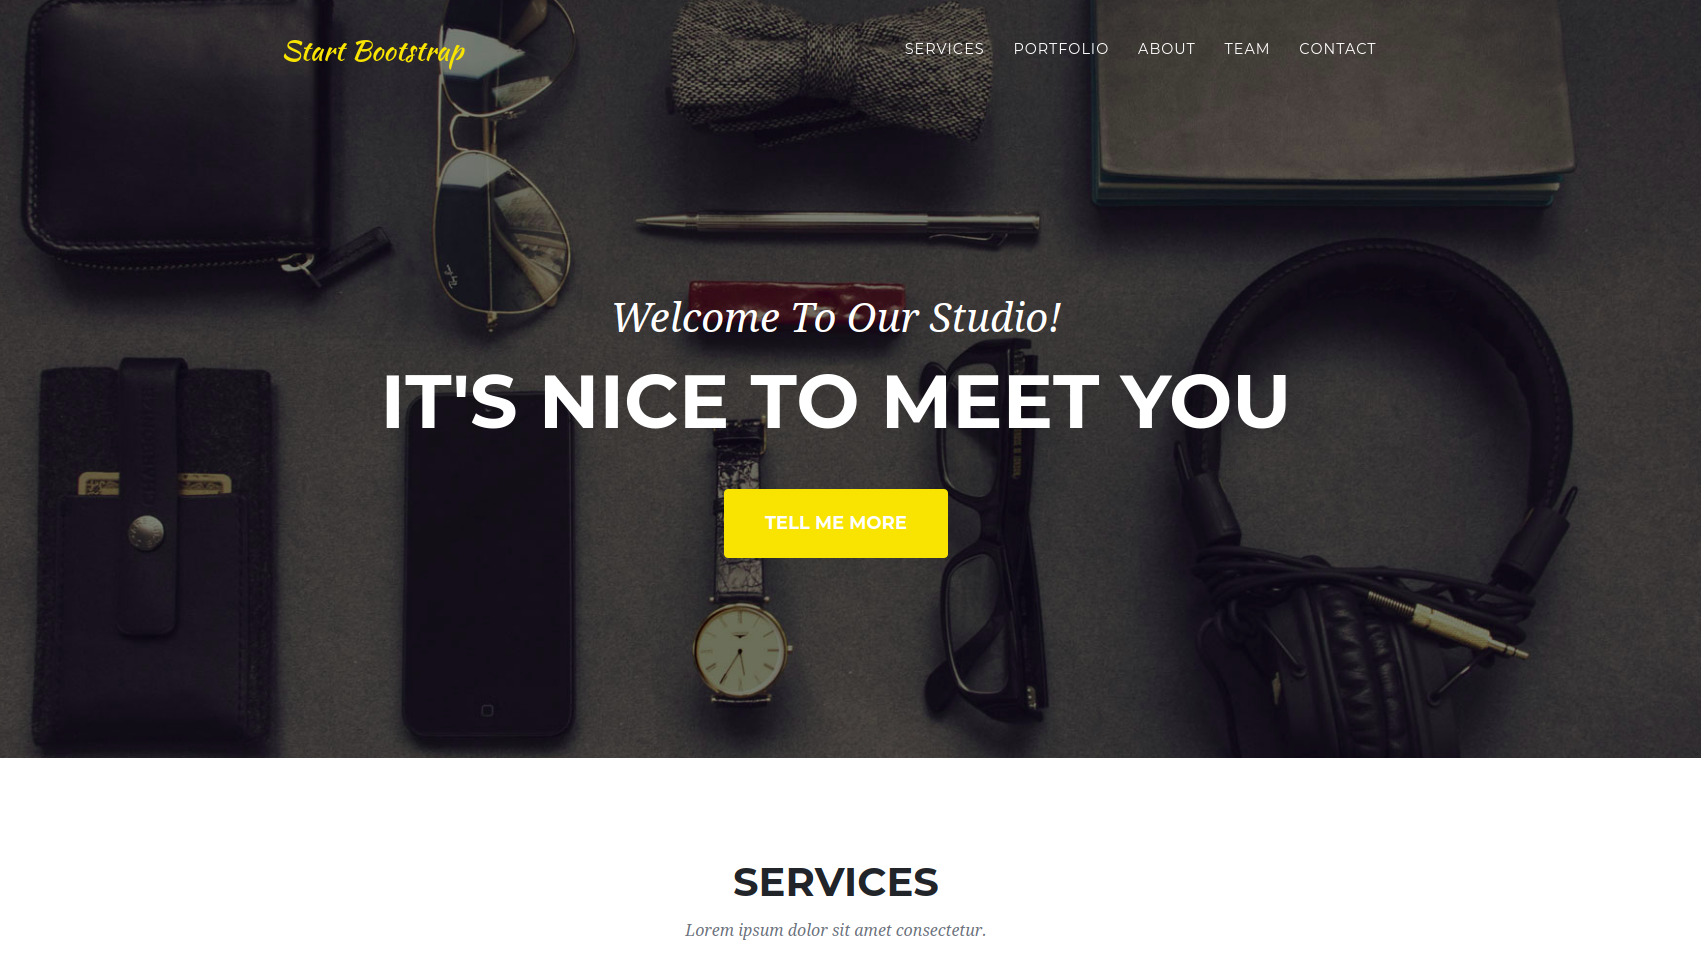 Start Bootstrap
SERVICES PORTFOLIO ABOUT TEAM CONTACT
Welcome To Our Studio!
IT'S NICE TO MEET YOU
TELL ME MORE
SERVICES
Lorem ipsum dolor sit amet consectetur.